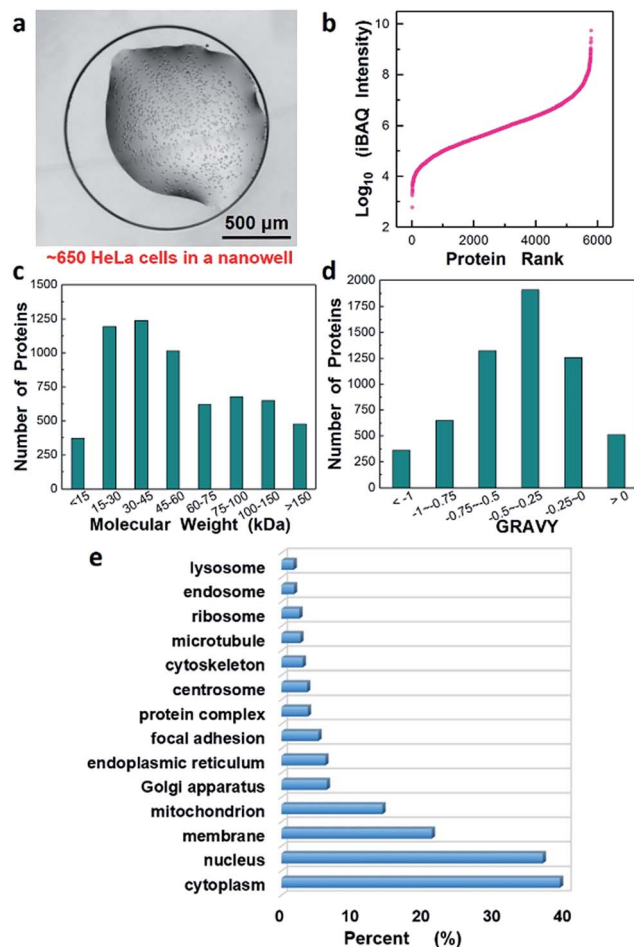 a
500 µm
~650 HeLa cells in a nanowell
b
Log10 (iBAQ Intensity)
10
8
6
4
2
0 2000 4000 6000
Protein Rank
c
Number of Proteins
1500
1250
1000
750
500
250
0
<15 15-30 30-45 45-60 60-75 75-100 100-150 >150
Molecular Weight (kDa)
d
Number of Proteins
2000
1750
1500
1250
1000
750
500
250
0
< -1 -1~-0.75 -0.75~-0.5 -0.5~-0.25 -0.25~0 > 0
GRAVY
e
lysosome
endosome
ribosome
microtubule
cytoskeleton
centrosome
protein complex
focal adhesion
endoplasmic reticulum
Golgi apparatus
mitochondrion
membrane
nucleus
cytoplasm
0 10 20 30 40
Percent (%)